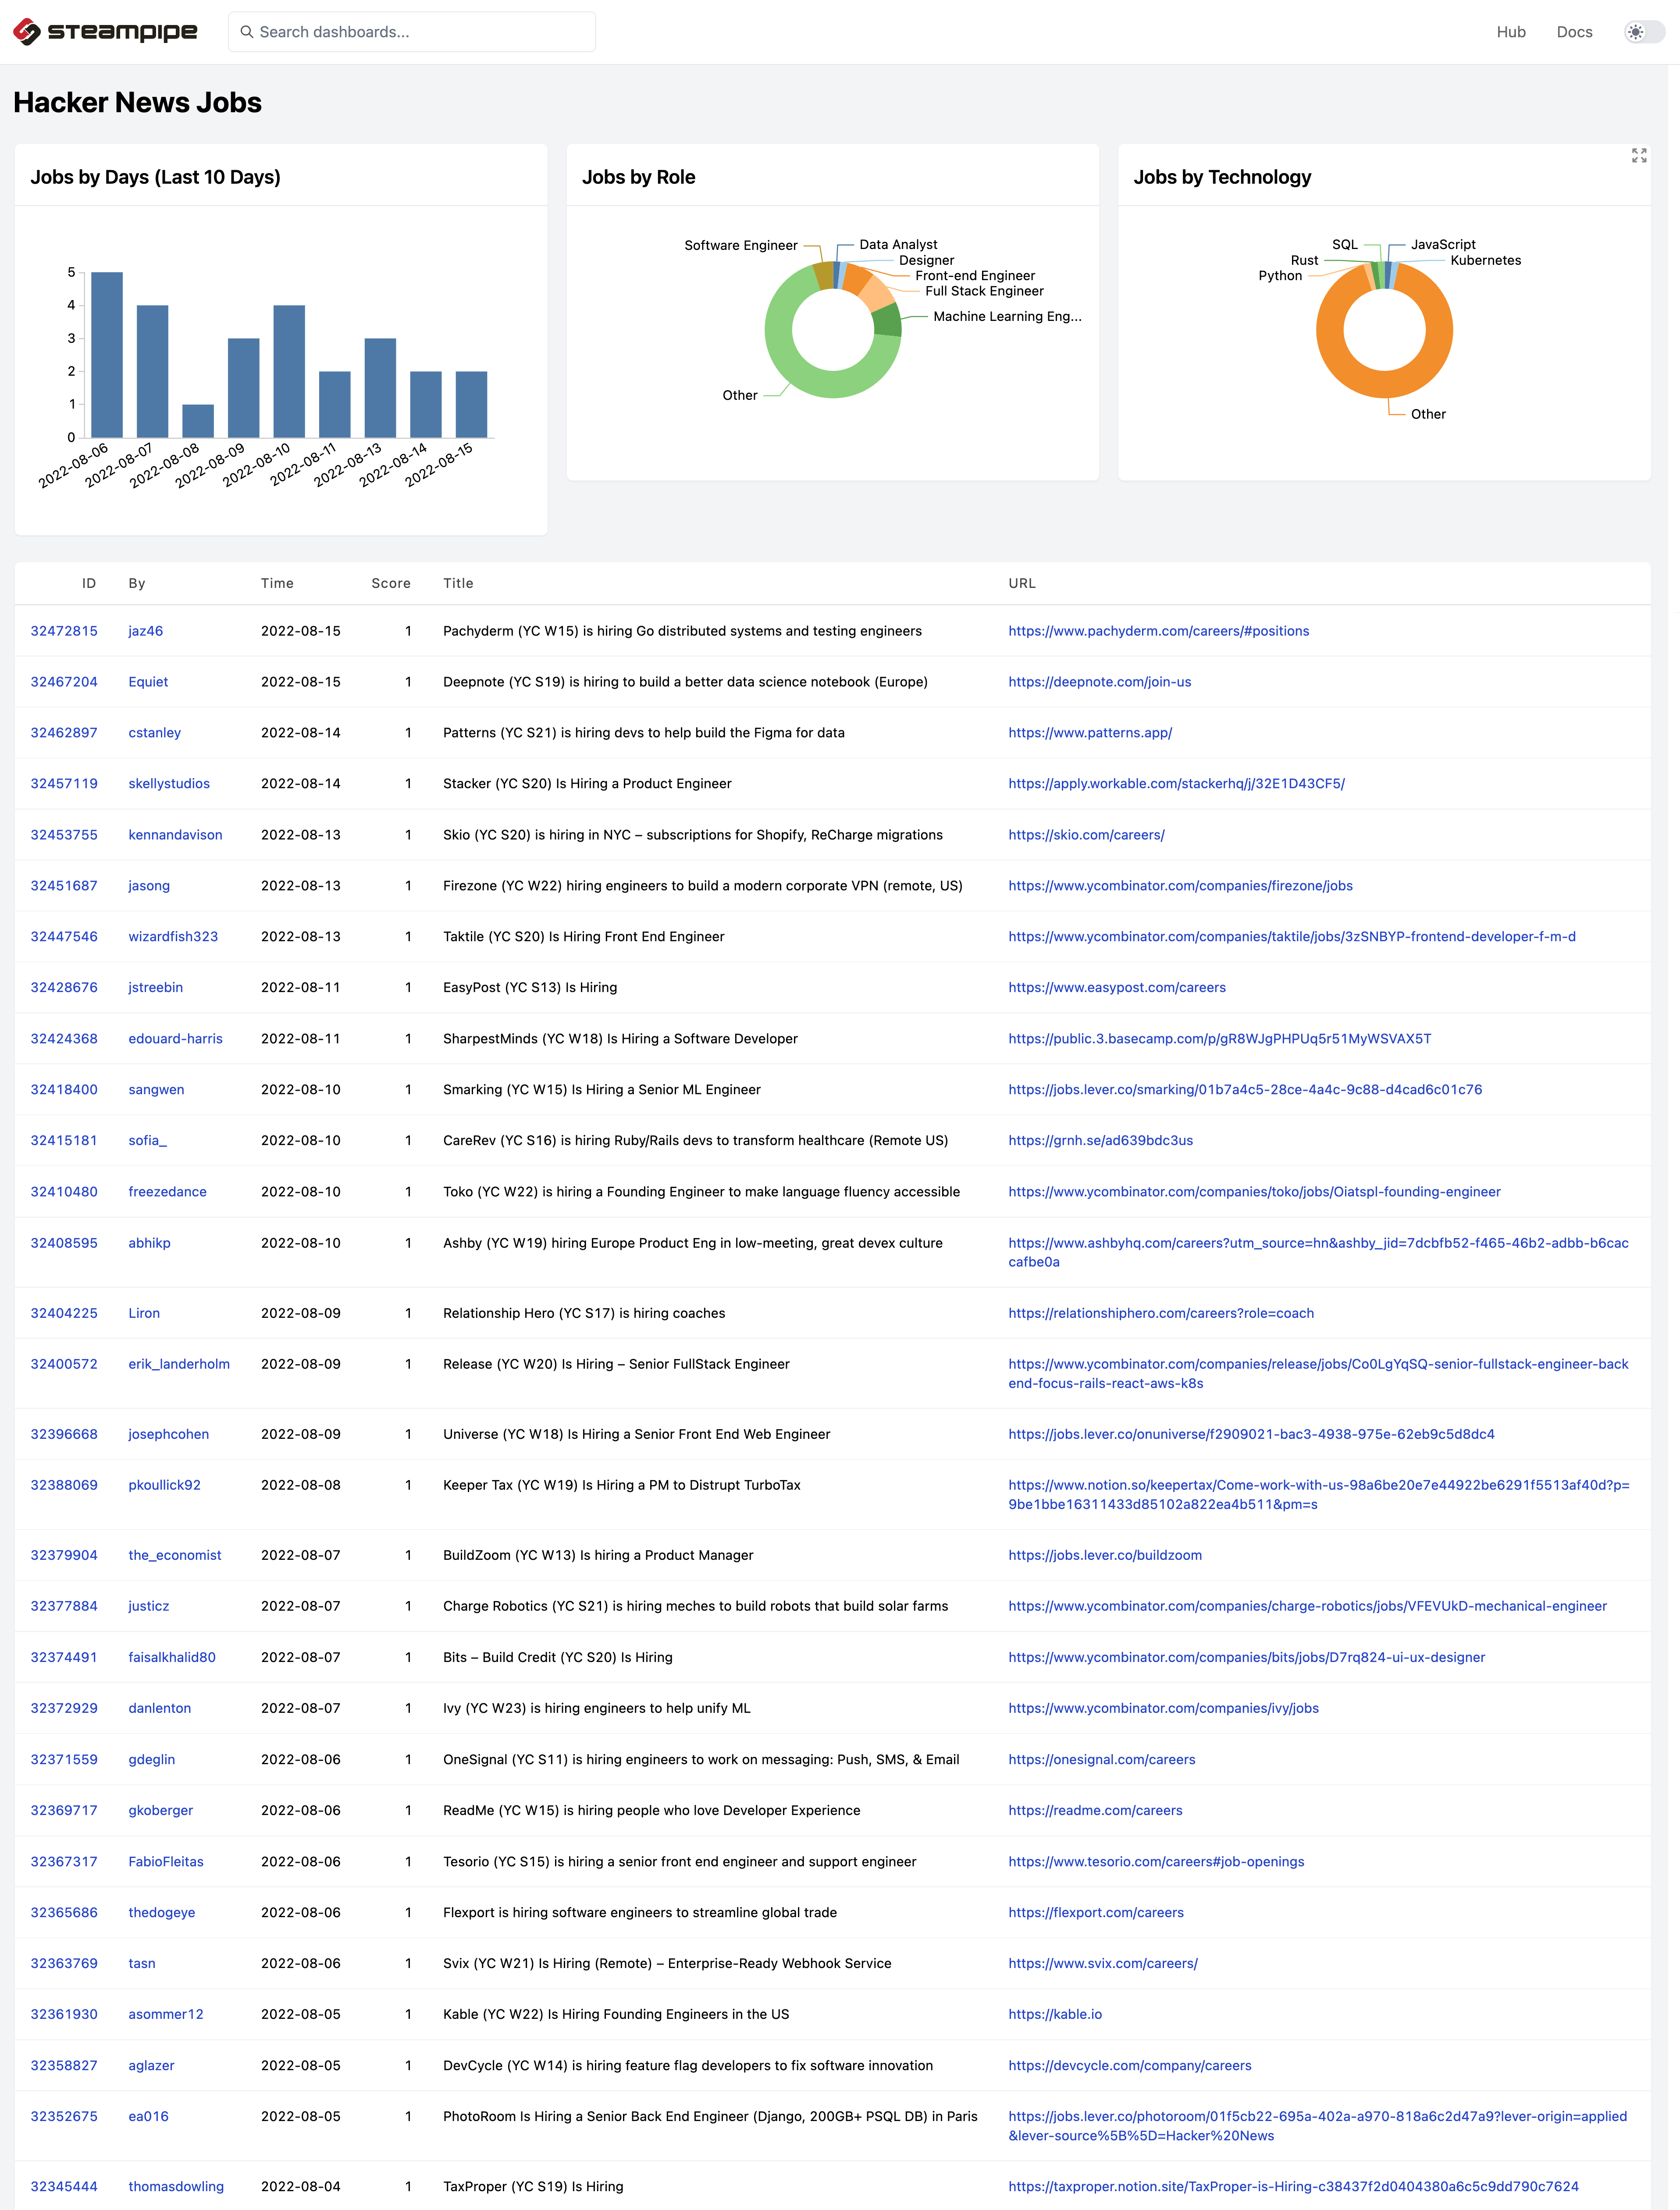 steampipe
Search dashboards...
Hub
Docs
Hacker News Jobs
Jobs by Days (Last 10 Days)
5
4
3
2
1
0
2022-08-06
2022-08-07
2022-08-08
2022-08-09
2022-08-10
2022-08-11
2022-08-13
2022-08-14
2022-08-15
Jobs by Role
Software Engineer
Data Analyst
Designer
Front-end Engineer
Full Stack Engineer
Machine Learning Eng...
Other
Jobs by Technology
SQL
JavaScript
Rust
Kubernetes
Python
Other
ID By Time Score Title URL
32472815 jaz46 2022-08-15 1 Pachyderm (YC W15) is hiring Go distributed systems and testing engineers https://www.pachyderm.com/careers/#positions
32467204 Equiet 2022-08-15 1 Deepnote (YC S19) is hiring to build a better data science notebook (Europe) https://deepnote.com/join-us
32462897 cstanley 2022-08-14 1 Patterns (YC S21) is hiring devs to help build the Figma for data https://www.patterns.app/
32457119 skellystudios 2022-08-14 1 Stacker (YC S20) Is Hiring a Product Engineer https://apply.workable.com/stackerhq/j/32E1D43CF5/
32453755 kennandavison 2022-08-13 1 Skio (YC S20) is hiring in NYC – subscriptions for Shopify, ReCharge migrations https://skio.com/careers/
32451687 jasong 2022-08-13 1 Firezone (YC W22) hiring engineers to build a modern corporate VPN (remote, US) https://www.ycombinator.com/companies/firezone/jobs
32447546 wizardfish323 2022-08-13 1 Taktile (YC S20) Is Hiring Front End Engineer https://www.ycombinator.com/companies/taktile/jobs/3zSNBYP-frontend-developer-f-m-d
32428676 jstreebin 2022-08-11 1 EasyPost (YC S13) Is Hiring https://www.easypost.com/careers
32424368 edouard-harris 2022-08-11 1 SharpestMinds (YC W18) Is Hiring a Software Developer https://public.3.basecamp.com/p/gR8WJgPHPUq5r51MyWSVAX5T
32418400 sangwen 2022-08-10 1 Smarking (YC W15) Is Hiring a Senior ML Engineer https://jobs.lever.co/smarking/01b7a4c5-28ce-4a4c-9c88-d4cad6c01c76
32415181 sofia_ 2022-08-10 1 CareRev (YC S16) is hiring Ruby/Rails devs to transform healthcare (Remote US) https://grnh.se/ad639bdc3us
32410480 freezedance 2022-08-10 1 Toko (YC W22) is hiring a Founding Engineer to make language fluency accessible https://www.ycombinator.com/companies/toko/jobs/Oiatspl-founding-engineer
32408595 abhikp 2022-08-10 1 Ashby (YC W19) hiring Europe Product Eng in low-meeting, great devex culture https://www.ashbyhq.com/careers?utm_source=hn&ashby_jid=7dcbfb52-f465-46b2-adbb-b6cac
cafbe0a
32404225 Liron 2022-08-09 1 Relationship Hero (YC S17) is hiring coaches https://relationshiphero.com/careers?role=coach
32400572 erik_landerholm 2022-08-09 1 Release (YC W20) Is Hiring – Senior FullStack Engineer https://www.ycombinator.com/companies/release/jobs/Co0LgYqSQ-senior-fullstack-engineer-back
end-focus-rails-react-aws-k8s
32396668 josephcohen 2022-08-09 1 Universe (YC W18) Is Hiring a Senior Front End Web Engineer https://jobs.lever.co/onuniverse/f2909021-bac3-4938-975e-62eb9c5d8dc4
32388069 pkoullick92 2022-08-08 1 Keeper Tax (YC W19) Is Hiring a PM to Distrupt TurboTax https://www.notion.so/keepertax/Come-work-with-us-98a6be20e7e44922be6291f5513af40d?p=
9be1bbe16311433d85102a822ea4b511&pm=s
32379904 the_economist 2022-08-07 1 BuildZoom (YC W13) Is hiring a Product Manager https://jobs.lever.co/buildzoom
32377884 justicz 2022-08-07 1 Charge Robotics (YC S21) is hiring meches to build robots that build solar farms https://www.ycombinator.com/companies/charge-robotics/jobs/VFEVUkD-mechanical-engineer
32374491 faisalkhalid80 2022-08-07 1 Bits – Build Credit (YC S20) Is Hiring https://www.ycombinator.com/companies/bits/jobs/D7rq824-ui-ux-designer
32372929 danlenton 2022-08-07 1 Ivy (YC W23) is hiring engineers to help unify ML https://www.ycombinator.com/companies/ivy/jobs
32371559 gdeglin 2022-08-06 1 OneSignal (YC S11) is hiring engineers to work on messaging: Push, SMS, & Email https://onesignal.com/careers
32369717 gkoberger 2022-08-06 1 ReadMe (YC W15) is hiring people who love Developer Experience https://readme.com/careers
32367317 FabioFleitas 2022-08-06 1 Tesorio (YC S15) is hiring a senior front end engineer and support engineer https://www.tesorio.com/careers#job-openings
32365686 thedogeye 2022-08-06 1 Flexport is hiring software engineers to streamline global trade https://flexport.com/careers
32363769 tasn 2022-08-06 1 Svix (YC W21) Is Hiring (Remote) – Enterprise-Ready Webhook Service https://www.svix.com/careers/
32361930 asommer12 2022-08-05 1 Kable (YC W22) Is Hiring Founding Engineers in the US https://kable.io
32358827 aglazer 2022-08-05 1 DevCycle (YC W14) is hiring feature flag developers to fix software innovation https://devcycle.com/company/careers
32352675 ea016 2022-08-05 1 PhotoRoom Is Hiring a Senior Back End Engineer (Django, 200GB+ PSQL DB) in Paris https://jobs.lever.co/photoroom/01f5cb22-695a-402a-a970-818a6c2d47a9?lever-origin=applied
&lever-source%5B%5D=Hacker%20News
32345444 thomasdowling 2022-08-04 1 TaxProper (YC S19) Is Hiring https://taxproper.notion.site/TaxProper-is-Hiring-c38437f2d0404380a6c5c9dd790c7624